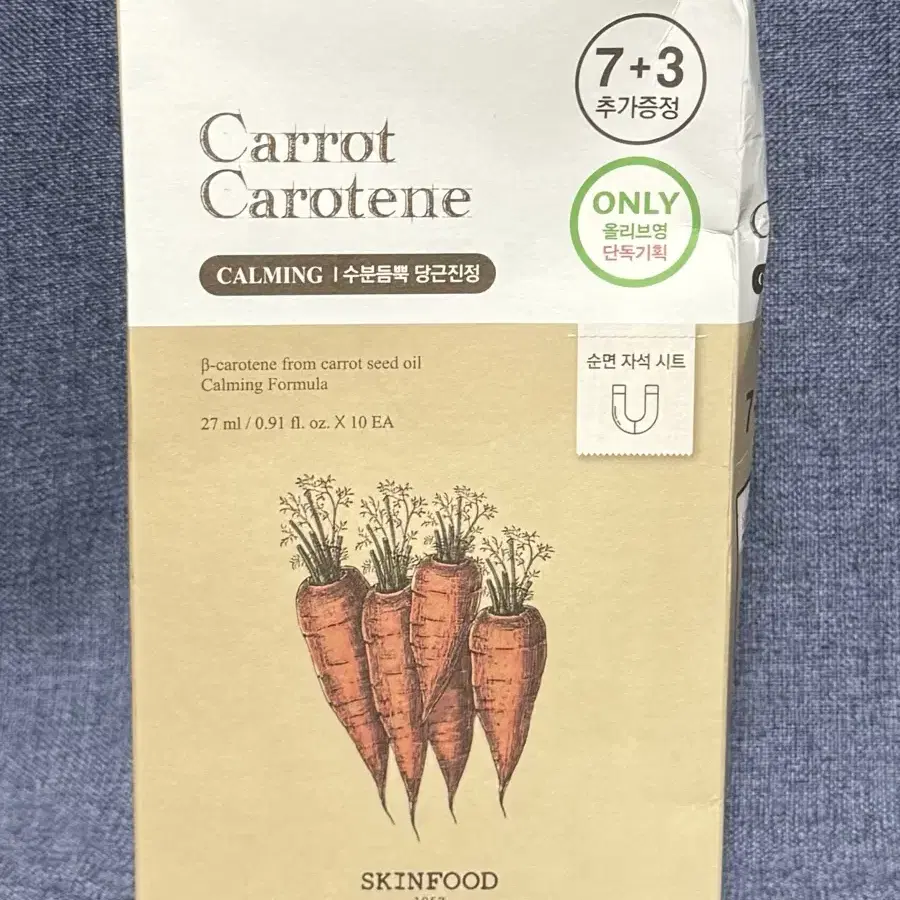 7+3
추가증정
Carrot
Carotene
ONLY
올리브영
단독기획
CALMING | 수분듬뿍 당근진정
β-carotene from carrot seed oil
Calming Formula
27 ml / 0.91 fl. oz. X 10 EA
순면 자석 시트
SKINFOOD